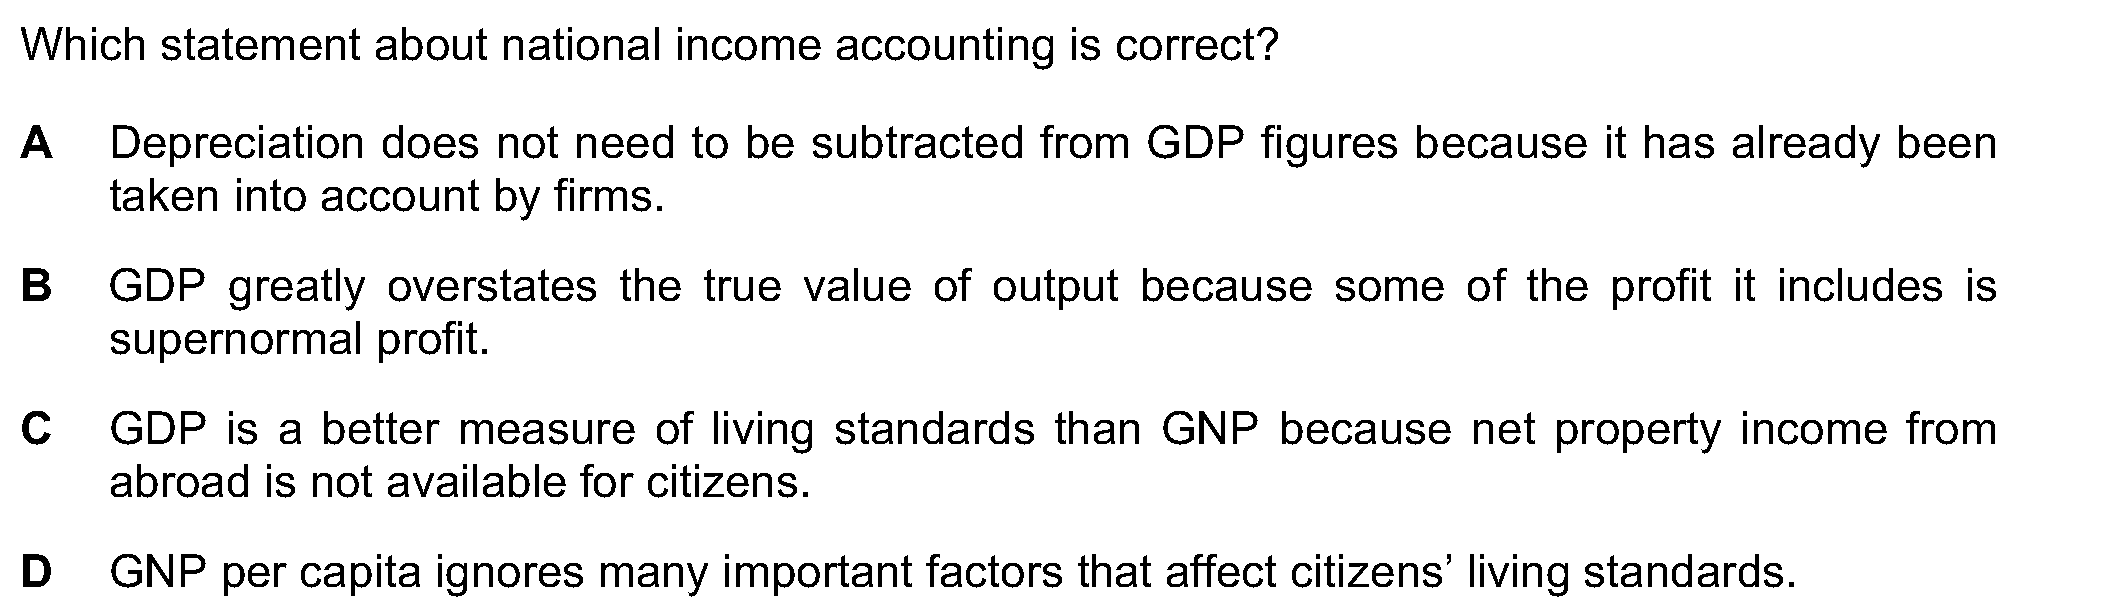 Which statement about national income accounting is correct?
A Depreciation does not need to be subtracted from GDP figures because it has already been
taken into account by firms.
B GDP greatly overstates the true value of output because some of the profit it includes is
supernormal profit.
C GDP is a better measure of living standards than GNP because net property income from
abroad is not available for citizens.
D GNP per capita ignores many important factors that affect citizens’ living standards.